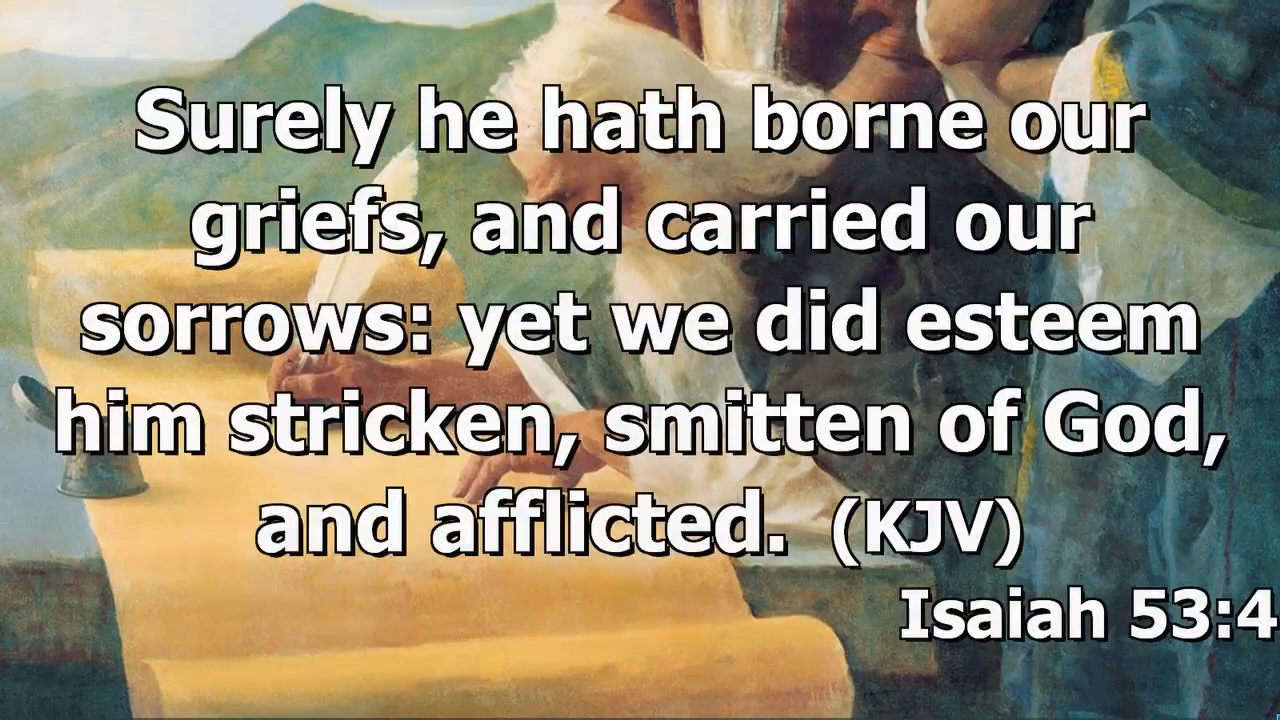 Surely he hath borne our
griefs, and carried our
sorrows: yet we did esteem
him stricken, smitten of God,
and afflicted. (KJV)
Isaiah 53:4